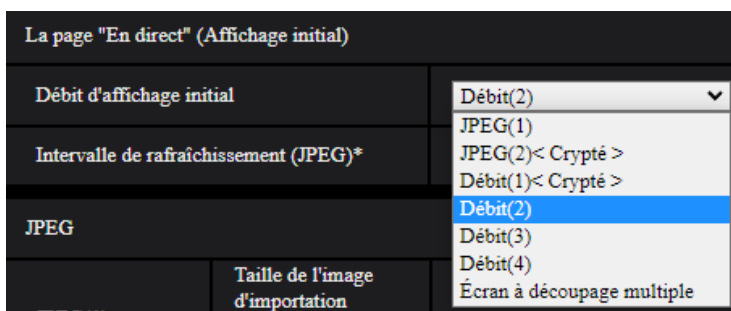 La page "En direct" (Affichage initial)
Débit d'affichage initial
Débit(2)
JPEG(1)
JPEG(2)< Crypté >
Débit(1)< Crypté >
Débit(2)
Débit(3)
Débit(4)
Écran à découpage multiple
Intervalle de rafraîchissement (JPEG)*
JPEG
Taille de l'image
d'importation